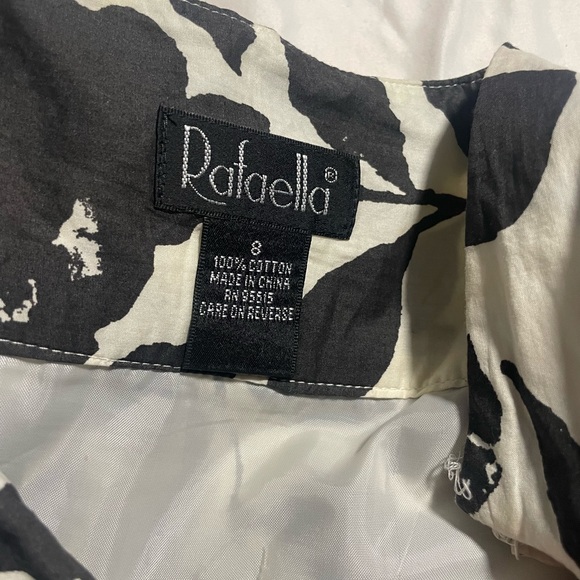 Rafaella®
8
100% COTTON
MADE IN CHINA
RN 95515
CARE ON REVERSE